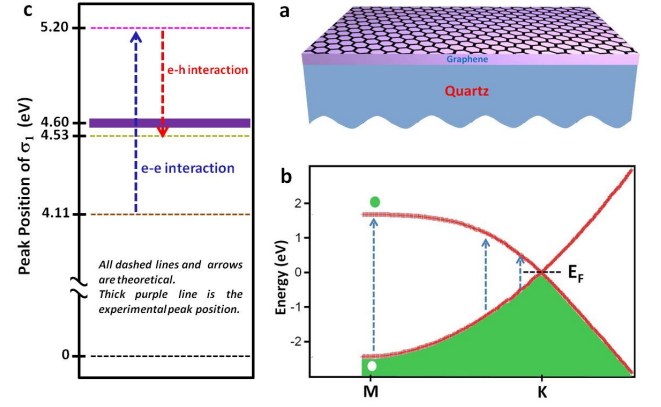 c
5.20
4.60
4.53
4.11
0
Peak Position of σ1 (eV)
e-h interaction
e-e interaction
All dashed lines and arrows
are theoretical.
Thick purple line is the
experimental peak position.
a
Graphene
Quartz
b
Energy (eV)
2
1
0
-1
-2
EF
M
K